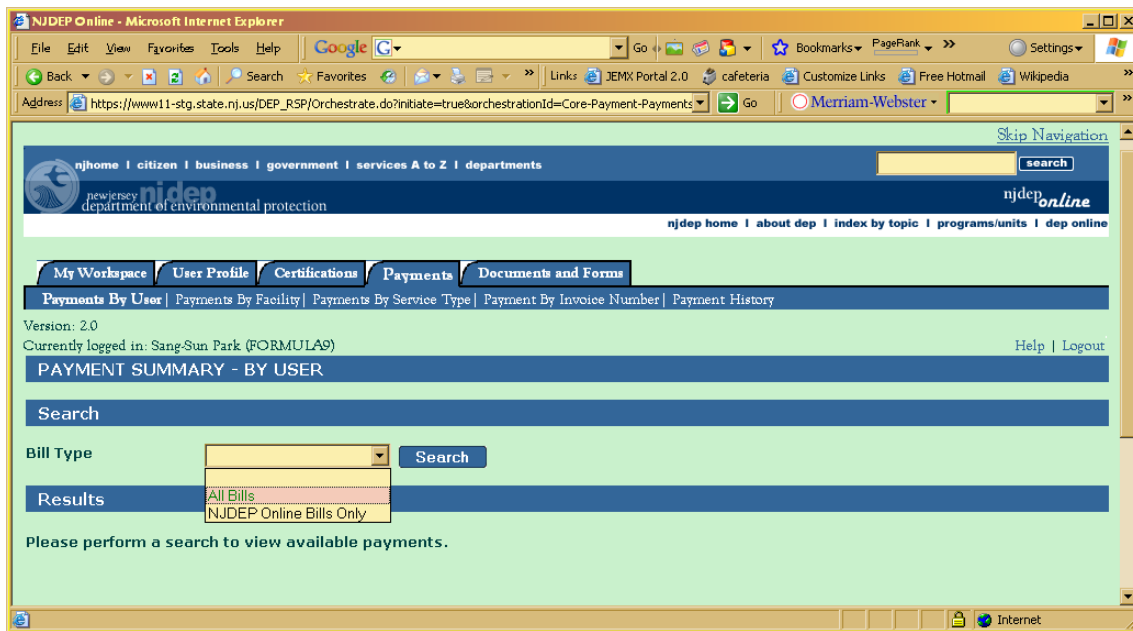 NJDEP Online - Microsoft Internet Explorer
File Edit View Favorites Tools Help Google G Go Bookmarks PageRank » Settings
Back Search Favorites » Links JEMX Portal 2.0 cafeteria Customize Links Free Hotmail Wikipedia »
Address https://www11-stg.state.nj.us/DEP_RSP/Orchestrate.do?initiate=true&orchestrationId=Core-Payment-Payments Go Merriam-Webster »
Skip Navigation
njhome | citizen | business | government | services A to Z | departments search
newjersey njdep
department of environmental protection
njdep online
njdep home | about dep | index by topic | programs/units | dep online
My Workspace User Profile Certifications Payments Documents and Forms
Payments By User | Payments By Facility | Payments By Service Type | Payment By Invoice Number | Payment History
Version: 2.0
Currently logged in: Sang-Sun Park (FORMULA9) Help | Logout
PAYMENT SUMMARY - BY USER
Search
Bill Type Search
All Bills
Results
NJDEP Online Bills Only
Please perform a search to view available payments.
Internet